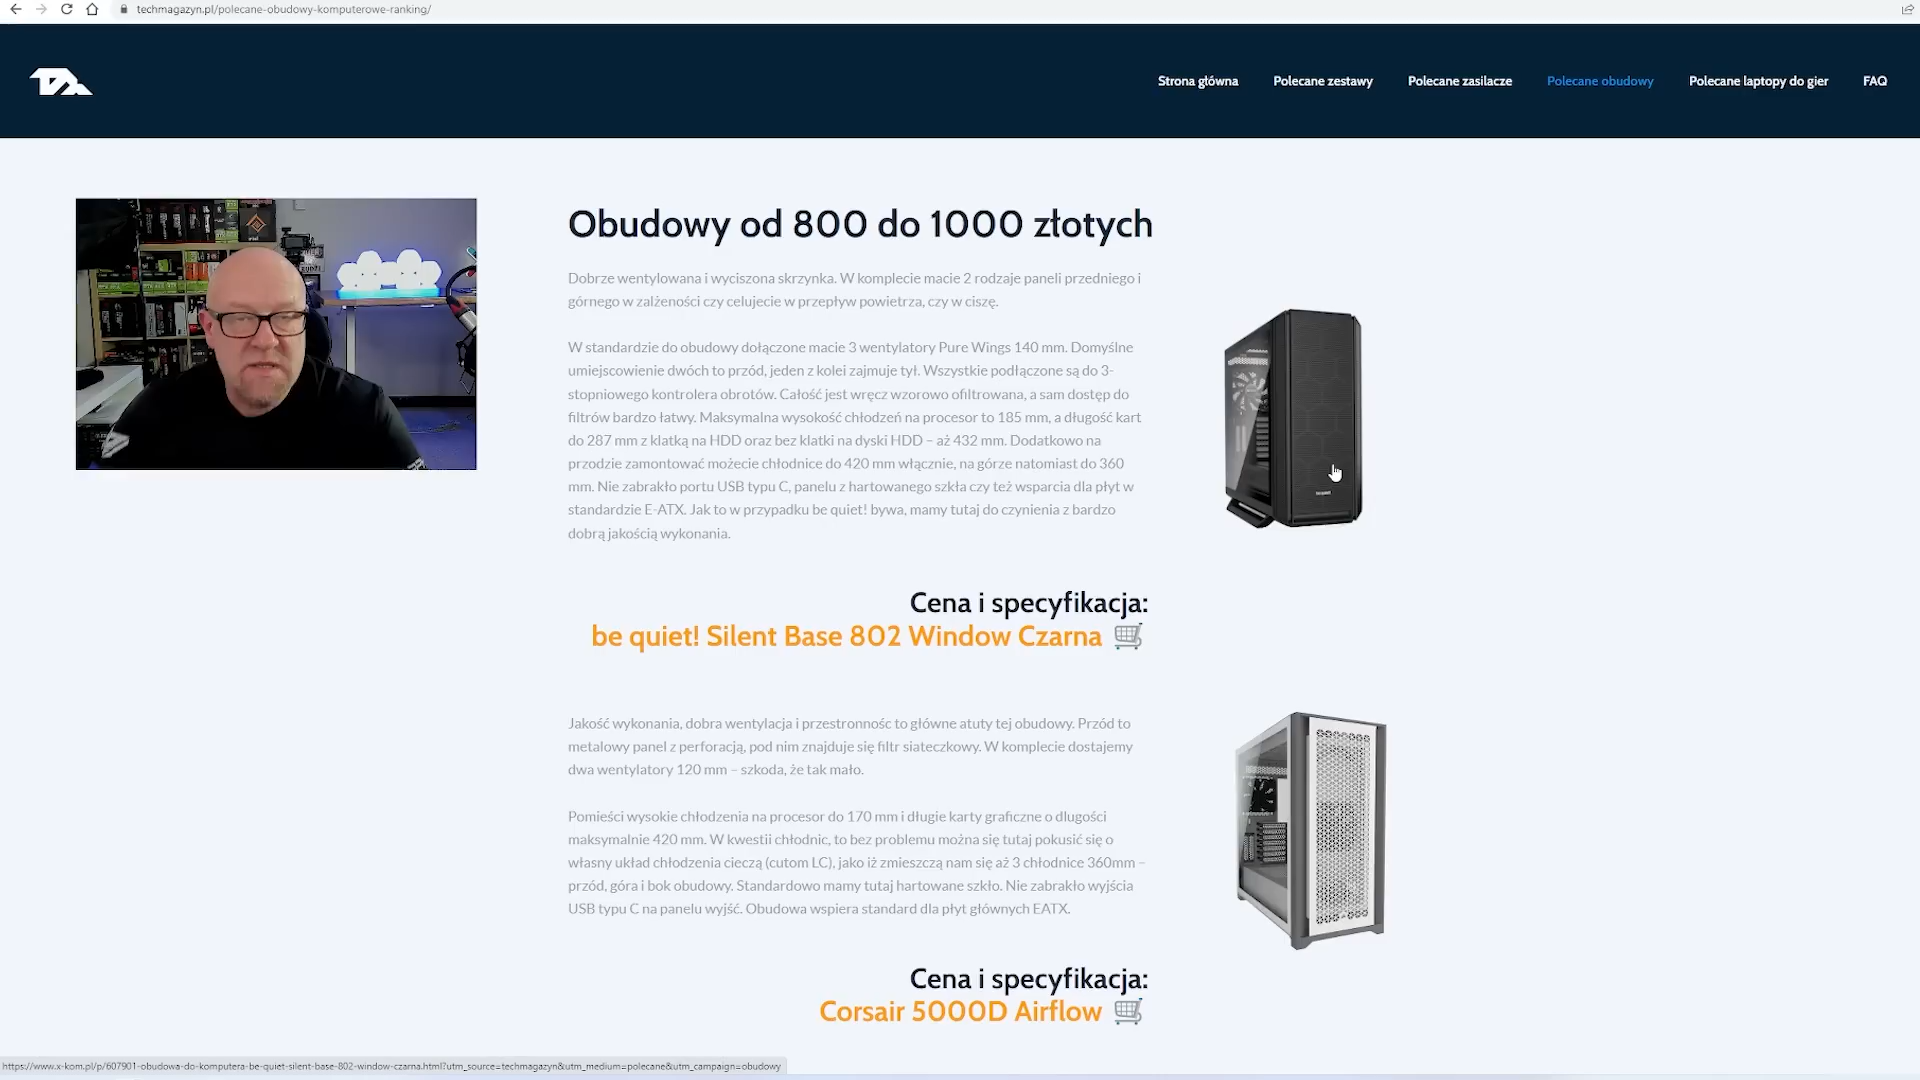 techmagazyn.pl/polecane-obudowy-komputerowe-ranking/
Strona główna
Polecane zestawy
Polecane zasilacze
Polecane obudowy
Polecane laptopy do gier
FAQ
Obudowy od 800 do 1000 złotych
Dobrze wentylowana i wyciszona skrzynka. W komplecie macie 2 rodzaje paneli przedniego i
górnego w zalżeności czy celujecie w przepływ powietrza, czy w ciszę.
W standardzie do obudowy dołączone macie 3 wentylatory Pure Wings 140 mm. Domyślne
umiejscowienie dwóch to przód, jeden z kolei zajmuje tył. Wszystkie podłączone są do 3-
stopniowego kontrolera obrotów. Całość jest wręcz wzorowo ofiltrowana, a sam dostęp do
filtrów bardzo łatwy. Maksymalna wysokość chłodzeń na procesor to 185 mm, a długość kart
do 287 mm z klatką na HDD oraz bez klatki na dyski HDD – aż 432 mm. Dodatkowo na
przodzie zamontować możecie chłodnice do 420 mm włącznie, na górze natomiast do 360
mm. Nie zabrakło portu USB typu C, panelu z hartowanego szkła czy też wsparcia dla płyt w
standardzie E-ATX. Jak to w przypadku be quiet! bywa, mamy tutaj do czynienia z bardzo
dobrą jakością wykonania.
Cena i specyfikacja:
be quiet! Silent Base 802 Window Czarna
Jakość wykonania, dobra wentylacja i przestronnośc to główne atuty tej obudowy. Przód to
metalowy panel z perforacją, pod nim znajduje się filtr siateczkowy. W komplecie dostajemy
dwa wentylatory 120 mm – szkoda, że tak mało.
Pomieści wysokie chłodzenia na procesor do 170 mm i długie karty graficzne o dlugości
maksymalnie 420 mm. W kwestii chłodnic, to bez problemu można się tutaj pokusić się o
własny układ chłodzenia cieczą (cutom LC), jako iż zmieszczą nam się aż 3 chłodnice 360mm –
przód, góra i bok obudowy. Standardowo mamy tutaj hartowane szkło. Nie zabrakło wyjścia
USB typu C na panelu wyjść. Obudowa wspiera standard dla płyt głównych EATX.
Cena i specyfikacja:
Corsair 5000D Airflow
https://www.x-kom.pl/p/607901-obudowa-do-komputera-be-quiet-silent-base-802-window-czarna.html?utm_source=techmagazyn&utm_medium=polecane&utm_campaign=obudowy